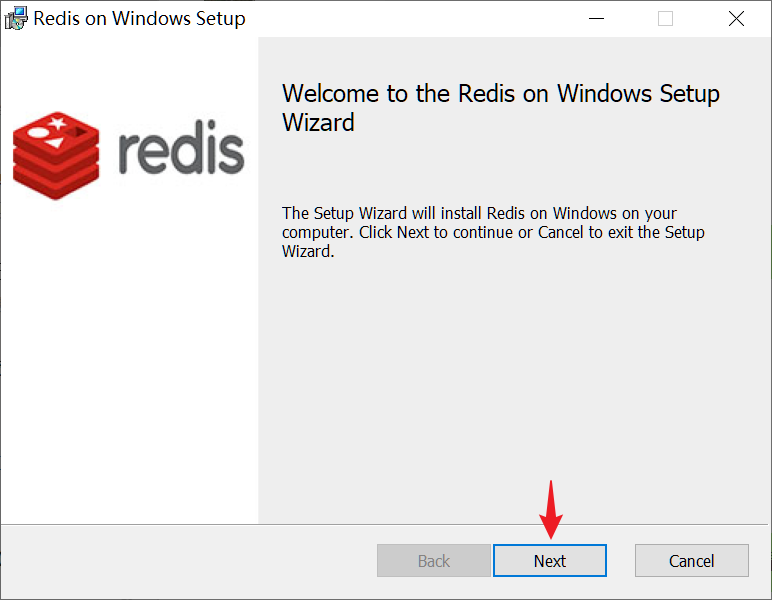 Redis on Windows Setup
redis
Welcome to the Redis on Windows Setup
Wizard
The Setup Wizard will install Redis on Windows on your
computer. Click Next to continue or Cancel to exit the Setup
Wizard.
Back
Next
Cancel